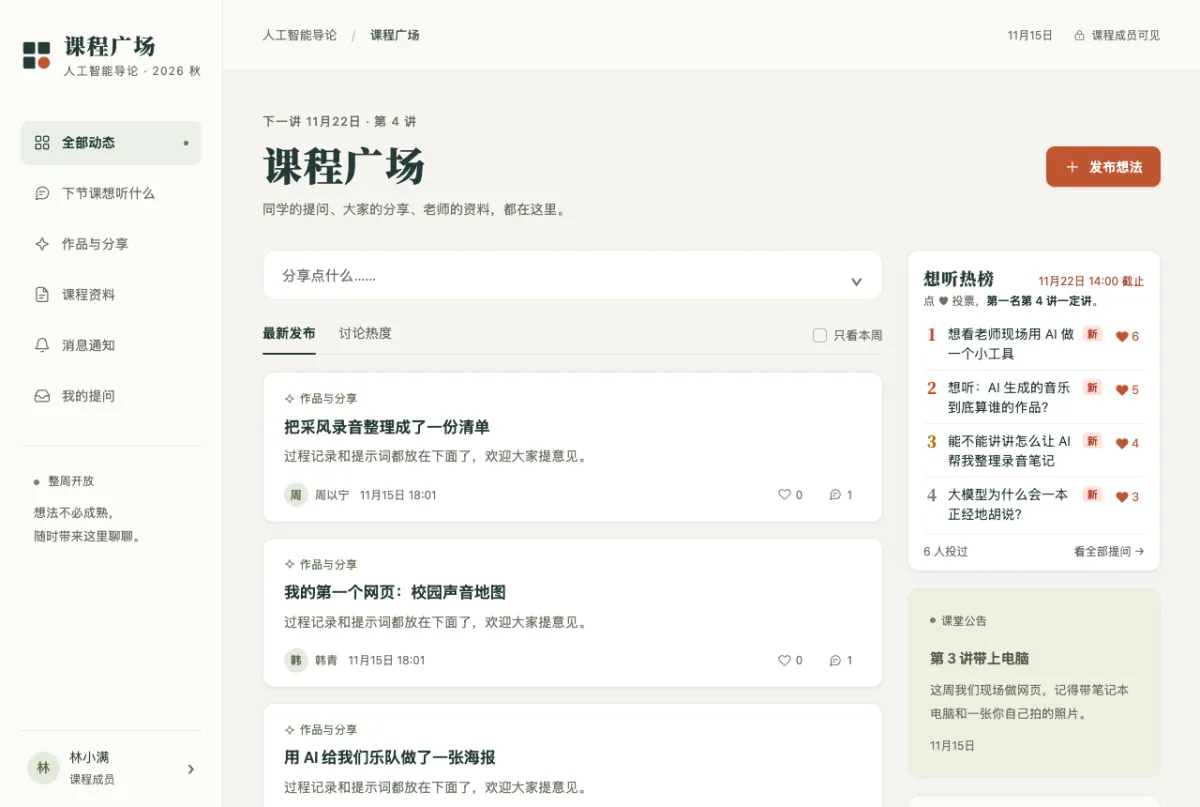 课程广场
人工智能导论 · 2026 秋
全部动态
下节课想听什么
作品与分享
课程资料
消息通知
我的提问
整周开放
想法不必成熟，
随时带来这里聊聊。
林
林小满
课程成员
人工智能导论 / 课程广场
11月15日 课程成员可见
下一讲 11月22日 · 第 4 讲
课程广场
同学的提问、大家的分享、老师的资料，都在这里。
+ 发布想法
分享点什么……
最新发布 讨论热度 只看本周
作品与分享
把采风录音整理成了一份清单
过程记录和提示词都放在下面了，欢迎大家提意见。
周 周以宁 11月15日 18:01 0 1
作品与分享
我的第一个网页：校园声音地图
过程记录和提示词都放在下面了，欢迎大家提意见。
韩 韩青 11月15日 18:01 0 1
作品与分享
用 AI 给我们乐队做了一张海报
过程记录和提示词都放在下面了，欢迎大家提意见。
想听热榜 11月22日 14:00 截止
点 ♥ 投票，第一名第 4 讲一定讲。
1 想看老师现场用 AI 做 新 ♥ 6
一个小工具
2 想听：AI 生成的音乐 新 ♥ 5
到底算谁的作品？
3 能不能讲讲怎么让 AI 新 ♥ 4
帮我整理录音笔记
4 大模型为什么会一本 新 ♥ 3
正经地胡说？
6 人投过 看全部提问 →
课堂公告
第 3 讲带上电脑
这周我们现场做网页，记得带笔记本
电脑和一张你自己拍的照片。
11月15日